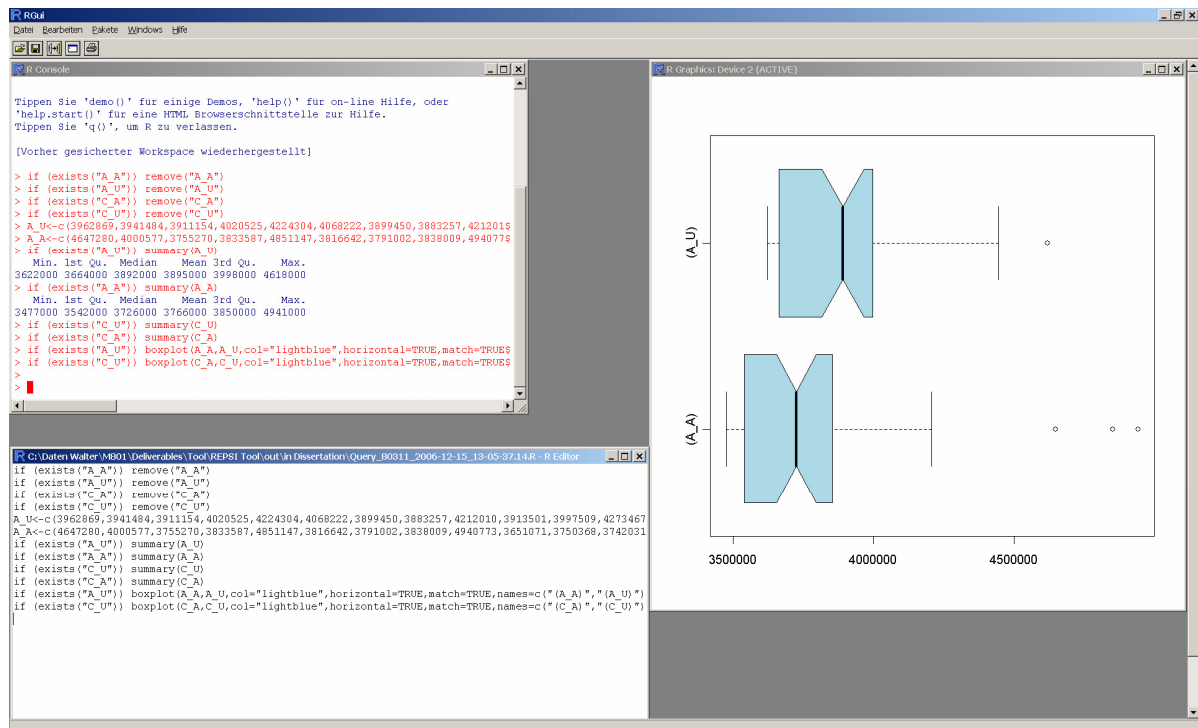 RGui
Datei Bearbeiten Pakete Windows Hilfe
R Console
Tippen Sie 'demo()' für einige Demos, 'help()' für on-line Hilfe, oder
'help.start()' für eine HTML Browserschnittstelle zur Hilfe.
Tippen Sie 'q()', um R zu verlassen.
[Vorher gesicherter Workspace wiederhergestellt]
> if (exists("A_A")) remove("A_A")
> if (exists("A_U")) remove("A_U")
> if (exists("C_A")) remove("C_A")
> if (exists("C_U")) remove("C_U")
> A_U<-c(3962869,3941484,3911154,4020525,4224304,4068222,3899450,3883257,421201$
> A_A<-c(4647280,4000577,3755270,3833587,4851147,3816642,3791002,3838009,494077$
> if (exists("A_U")) summary(A_U)
Min. 1st Qu. Median Mean 3rd Qu. Max.
3622000 3664000 3892000 3895000 3998000 4618000
> if (exists("A_A")) summary(A_A)
Min. 1st Qu. Median Mean 3rd Qu. Max.
3477000 3542000 3726000 3766000 3850000 4941000
> if (exists("C_U")) summary(C_U)
> if (exists("C_A")) summary(C_A)
> if (exists("A_U")) boxplot(A_A,A_U,col="lightblue",horizontal=TRUE,match=TRUE$
> if (exists("C_U")) boxplot(C_A,C_U,col="lightblue",horizontal=TRUE,match=TRUE$
>
>
C:\Daten Walter\MB01\Deliverables\Tool\REPSI Tool\out\in Dissertation\Query_80311_2006-12-15_13-05-37.14.R - R Editor
if (exists("A_A")) remove("A_A")
if (exists("A_U")) remove("A_U")
if (exists("C_A")) remove("C_A")
if (exists("C_U")) remove("C_U")
A_U<-c(3962869,3941484,3911154,4020525,4224304,4068222,3899450,3883257,4212010,3913501,3997509,4273467
A_A<-c(4647280,4000577,3755270,3833587,4851147,3816642,3791002,3838009,4940773,3651071,3750368,3742031
if (exists("A_U")) summary(A_U)
if (exists("A_A")) summary(A_A)
if (exists("C_U")) summary(C_U)
if (exists("C_A")) summary(C_A)
if (exists("A_U")) boxplot(A_A,A_U,col="lightblue",horizontal=TRUE,match=TRUE,names=c("(A_A)","(A_U)")
if (exists("C_U")) boxplot(C_A,C_U,col="lightblue",horizontal=TRUE,match=TRUE,names=c("(C_A)","(C_U)")
R Graphics: Device 2 (ACTIVE)
(A_U)
(A_A)
3500000 4000000 4500000